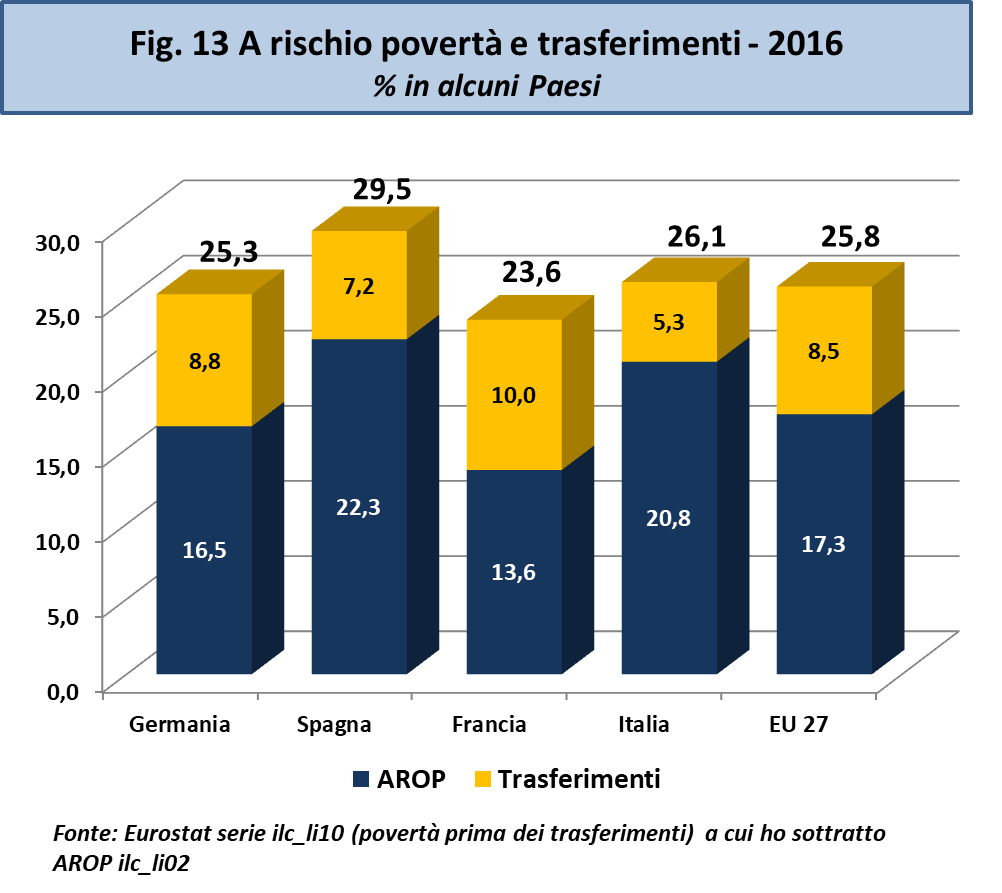 Fig. 13 A rischio povertà e trasferimenti - 2016
% in alcuni Paesi
29,5
25,3
23,6
26,1
25,8
30,0
25,0
20,0
15,0
10,0
5,0
0,0
8,8
7,2
10,0
5,3
8,5
16,5
22,3
13,6
20,8
17,3
Germania
Spagna
Francia
Italia
EU 27
AROP
Trasferimenti
Fonte: Eurostat serie ilc_li10 (povertà prima dei trasferimenti) a cui ho sottratto
AROP ilc_li02